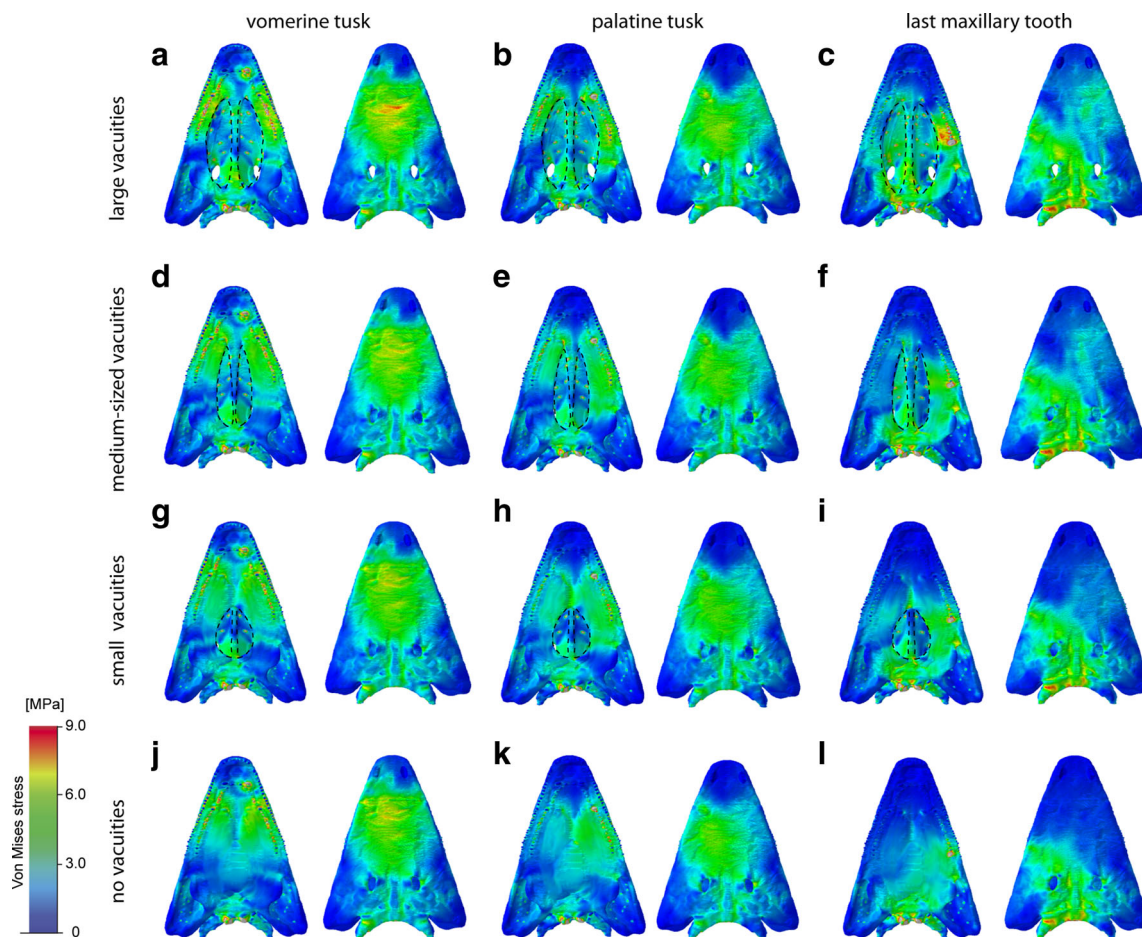 vomerine tusk palatine tusk last maxillary tooth
a b c
large vacuities
d e f
medium-sized vacuities
g h i
small vacuities
[MPa]
9.0
6.0
3.0
0
Von Mises stress
j k l
no vacuities